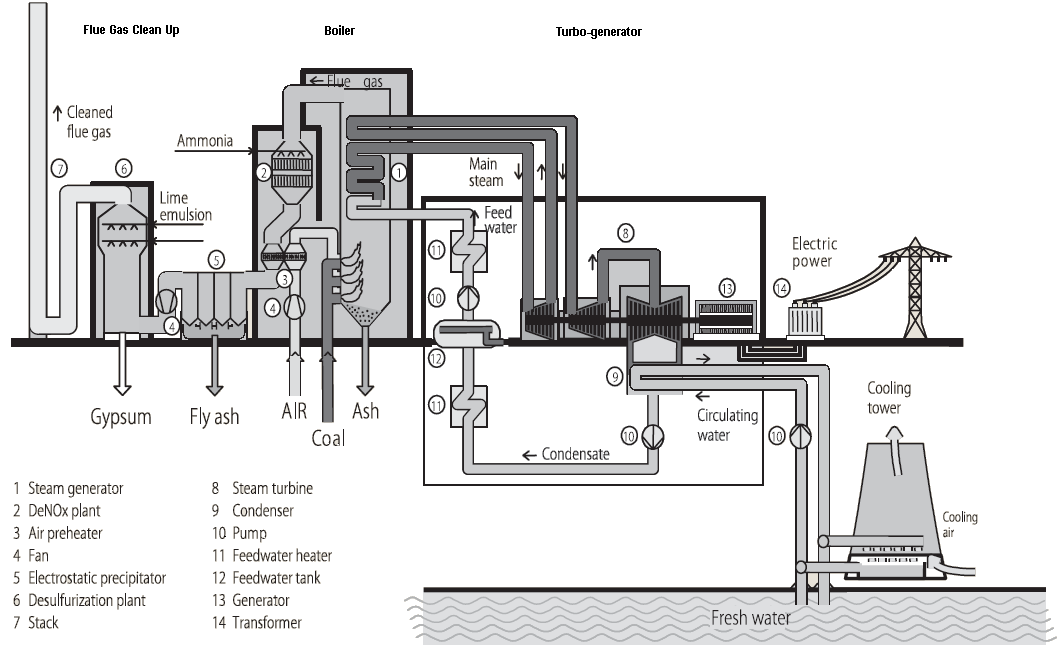 Flue Gas Clean Up
Boiler
Turbo-generator
← Flue gas
Cleaned
flue gas
Ammonia
7
6
2
1
Main
steam
Lime
emulsion
Feed
water
8
11
Electric
power
5
3
4
4
10
13
14
12
9
Gypsum
Fly ash
AIR
Coal
Ash
11
10
Circulating
water
10
Condensate
Cooling
tower
Cooling
air
Fresh water
1 Steam generator
2 DeNOx plant
3 Air preheater
4 Fan
5 Electrostatic precipitator
6 Desulfurization plant
7 Stack
8 Steam turbine
9 Condenser
10 Pump
11 Feedwater heater
12 Feedwater tank
13 Generator
14 Transformer